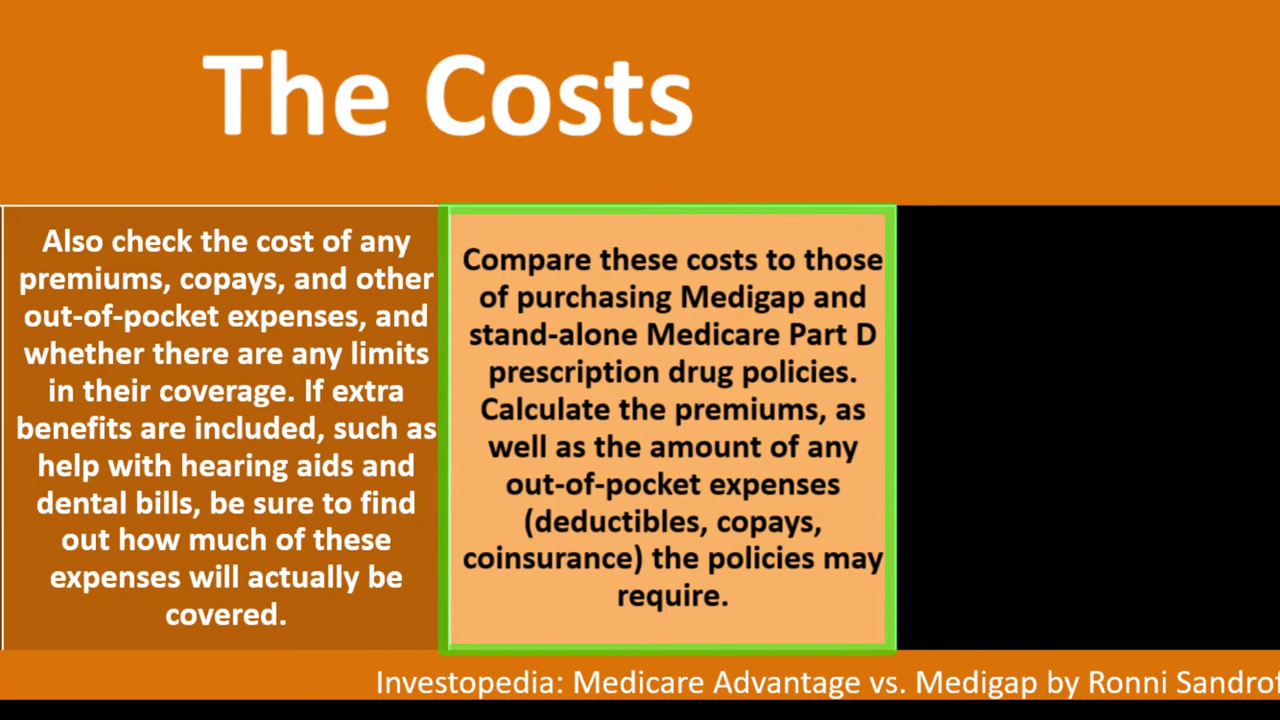 The Costs
Also check the cost of any
premiums, copays, and other
out-of-pocket expenses, and
whether there are any limits
in their coverage. If extra
benefits are included, such as
help with hearing aids and
dental bills, be sure to find
out how much of these
expenses will actually be
covered.
Compare these costs to those
of purchasing Medigap and
stand-alone Medicare Part D
prescription drug policies.
Calculate the premiums, as
well as the amount of any
out-of-pocket expenses
(deductibles, copays,
coinsurance) the policies may
require.
Investopedia: Medicare Advantage vs. Medigap by Ronni